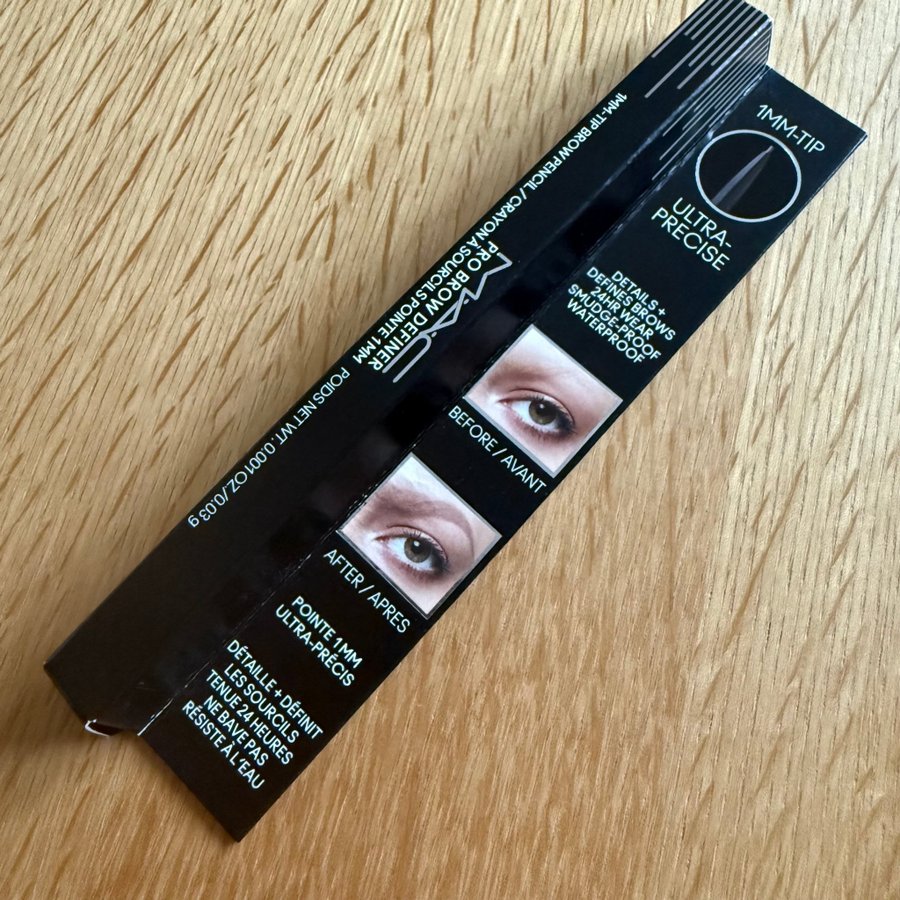 1MM-TIP BROW PENCIL / CRAYON À SOURCILS POINTE 1MM
MAC
PRO BROW DEFINER
POIDS NET WT. 0.001 OZ./0.03 g
1MM-TIP
ULTRA-
PRECISE
DETAILS +
DEFINES BROWS
24HR WEAR
SMUDGE-PROOF
WATERPROOF
BEFORE / AVANT
AFTER / APRES
POINTE 1MM
ULTRA-PRÉCIS
DÉTAILLE + DÉFINIT
LES SOURCILS
TENUE 24 HEURES
NE BAVE PAS
RÉSISTE À L'EAU